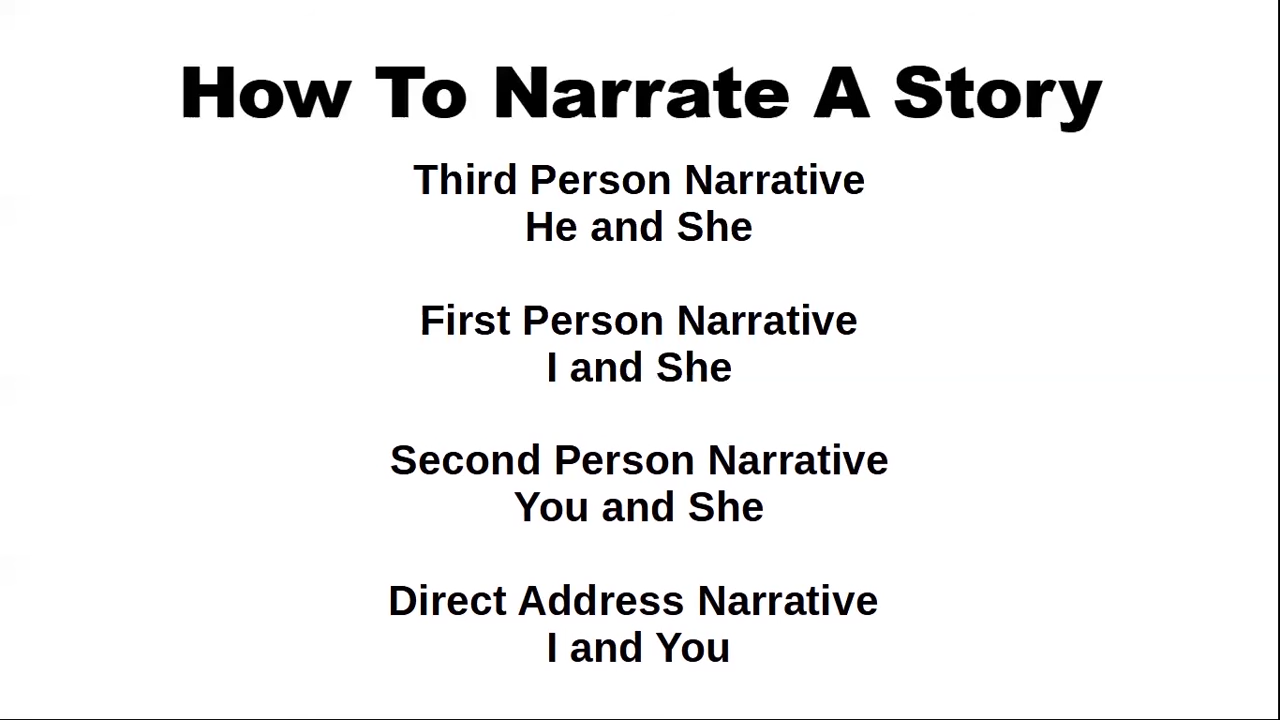 How To Narrate A Story
Third Person Narrative
He and She
First Person Narrative
I and She
Second Person Narrative
You and She
Direct Address Narrative
I and You